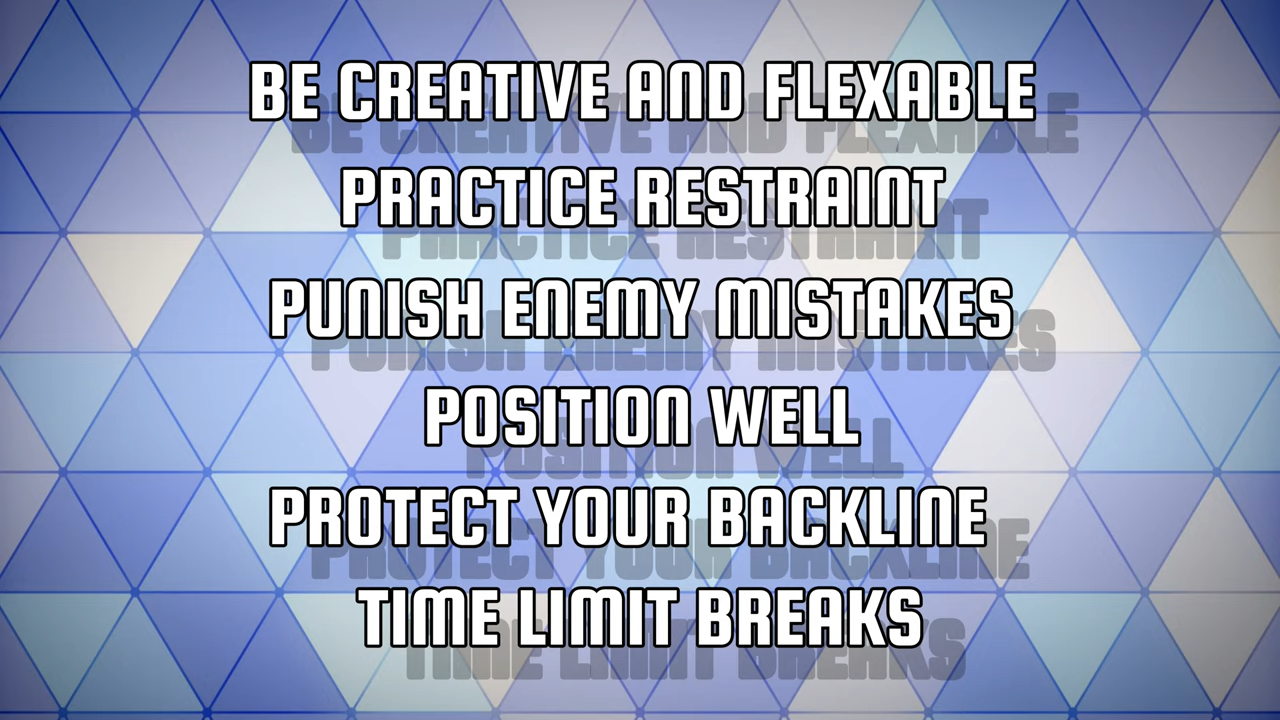 BE CREATIVE AND FLEXABLE
PRACTICE RESTRAINT
PUNISH ENEMY MISTAKES
POSITION WELL
PROTECT YOUR BACKLINE
TIME LIMIT BREAKS